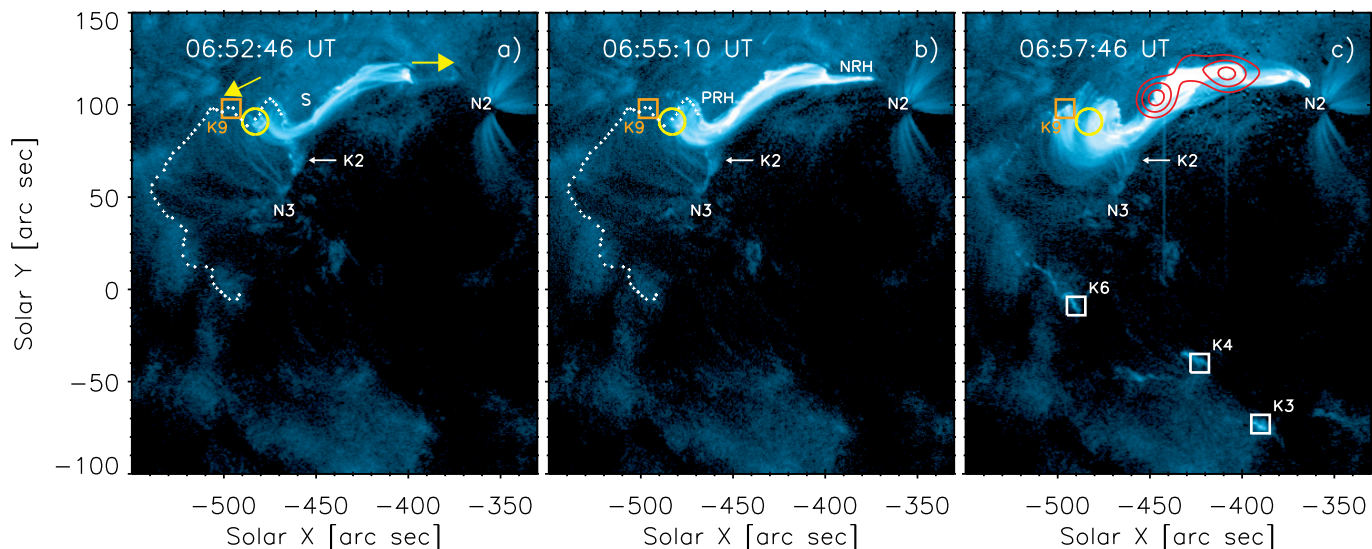 06:52:46 UT
a)
S
K9
N2
K2
N3
06:55:10 UT
b)
NRH
PRH
K9
N2
K2
N3
06:57:46 UT
c)
K9
N2
K2
N3
K6
K4
K3
150
100
50
0
−50
−100
Solar Y [arc sec]
−500 −450 −400 −350
−500 −450 −400 −350
−500 −450 −400 −350
Solar X [arc sec]
Solar X [arc sec]
Solar X [arc sec]